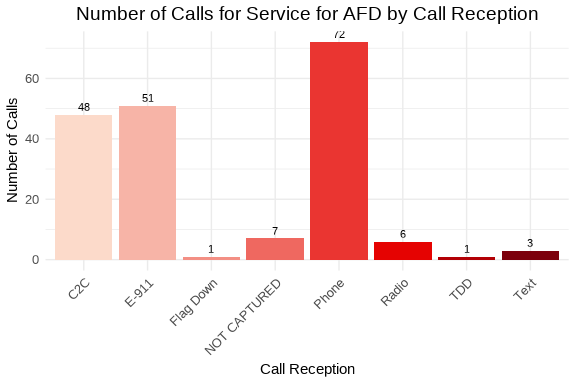 Number of Calls for Service for AFD by Call Reception
Number of Calls
60
40
20
0
48
51
1
7
72
6
1
3
C2C
E-911
Flag Down
NOT CAPTURED
Phone
Radio
TDD
Text
Call Reception